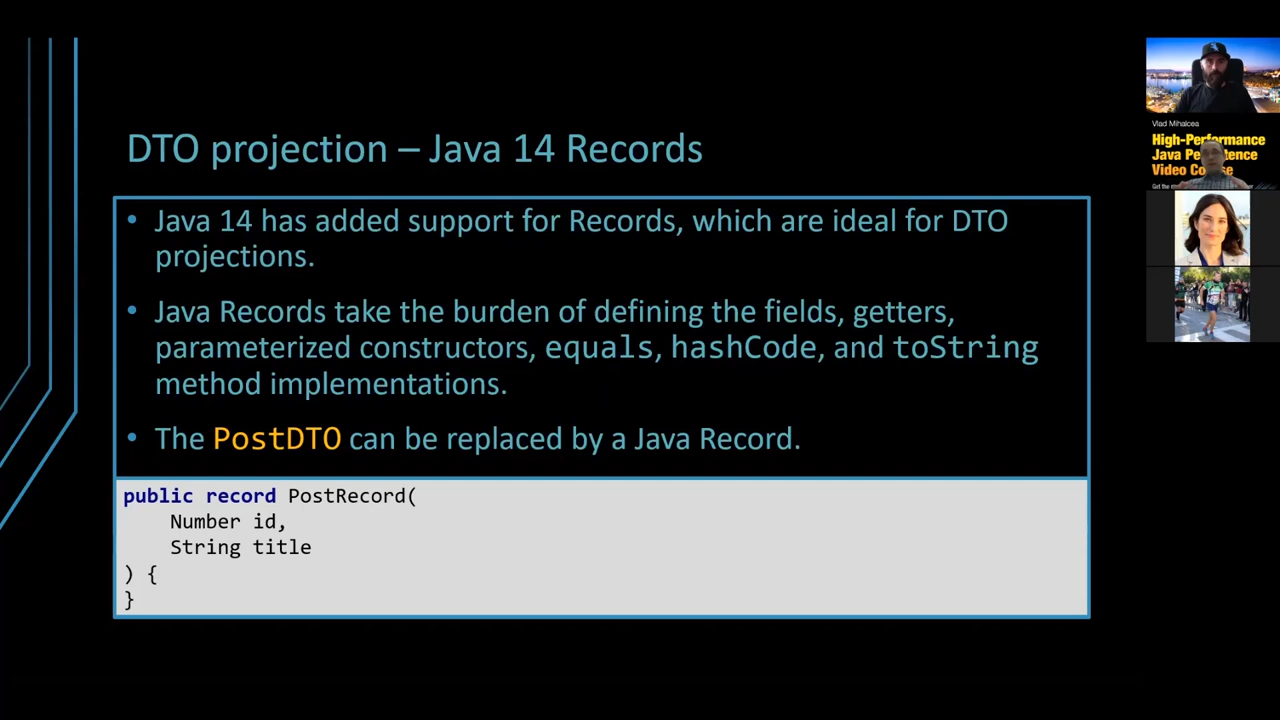 DTO projection – Java 14 Records
• Java 14 has added support for Records, which are ideal for DTO
projections.
• Java Records take the burden of defining the fields, getters,
parameterized constructors, equals, hashCode, and toString
method implementations.
• The PostDTO can be replaced by a Java Record.
public record PostRecord(
Number id,
String title
) {
}
Vlad Mihalcea
High-Performance
Java
Video